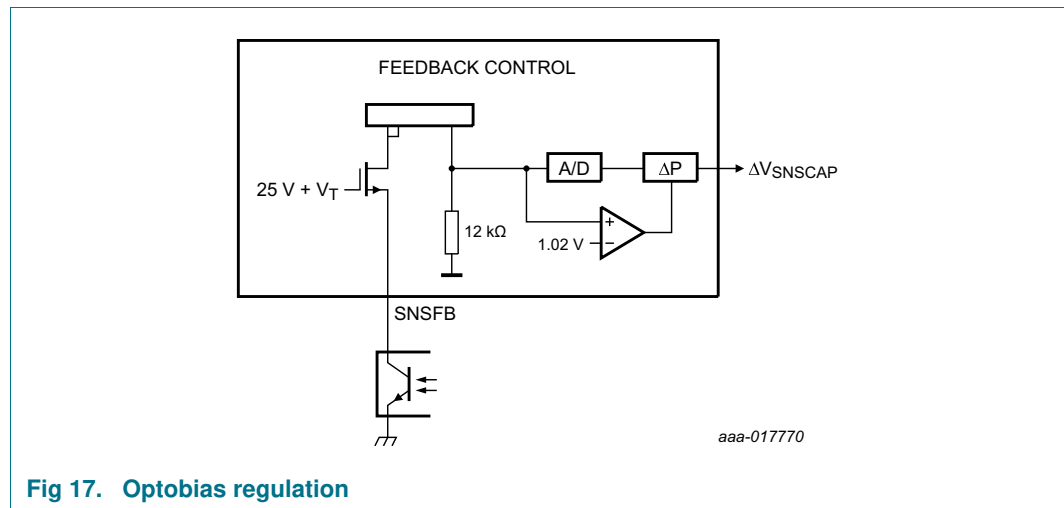 FEEDBACK CONTROL
A/D
ΔP
ΔVSNSCAP
25 V + VT
12 kΩ
1.02 V
+
−
SNSFB
aaa-017770
Fig 17. Optobias regulation